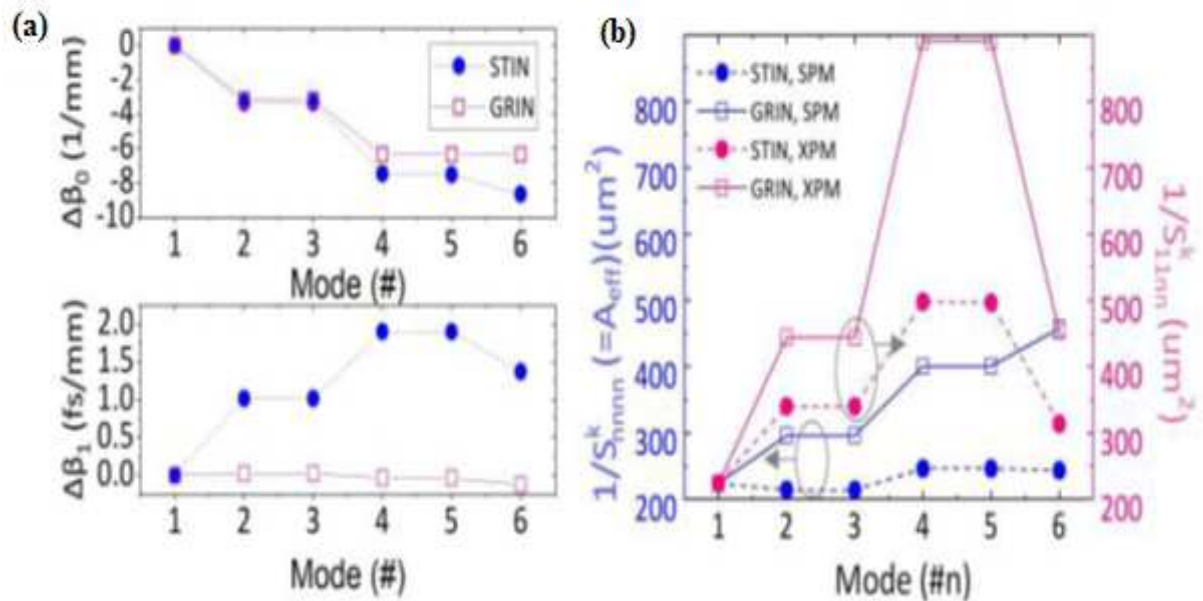 (a)
Δβ₀ (1/mm)
0
-2
-4
-6
-8
-10
STIN
GRIN
1 2 3 4 5 6
Mode (#)
Δβ₁ (fs/mm)
2.0
1.5
1.0
0.5
0.0
1 2 3 4 5 6
Mode (#)
(b)
1/Sᵏₙₙₙₙ (=A_eff)(um²)
800
700
600
500
400
300
200
STIN, SPM
GRIN, SPM
STIN, XPM
GRIN, XPM
800
700
600
500
400
300
200
1/Sᵏ₁₁ₙₙ (um²)
1 2 3 4 5 6
Mode (#n)